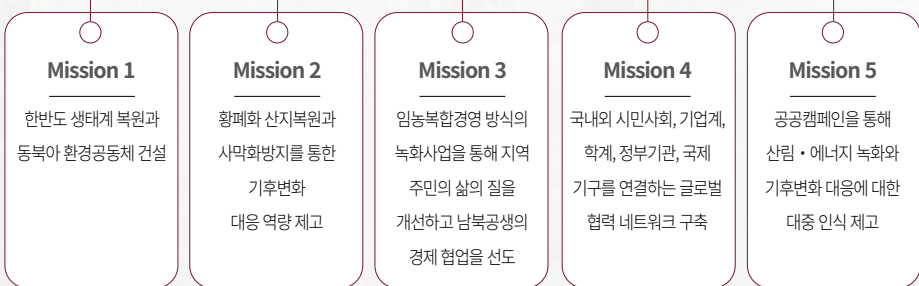 Mission 1
한반도 생태계 복원과
동북아 환경공동체 건설
Mission 2
황폐화 산지복원과
사막화방지를 통한
기후변화
대응 역량 제고
Mission 3
임농복합경영 방식의
녹화사업을 통해 지역
주민의 삶의 질을
개선하고 남북공생의
경제 협업을 선도
Mission 4
국내외 시민사회, 기업계,
학계, 정부기관, 국제
기구를 연결하는 글로벌
협력 네트워크 구축
Mission 5
공공캠페인을 통해
산림・에너지 녹화와
기후변화 대응에 대한
대중 인식 제고